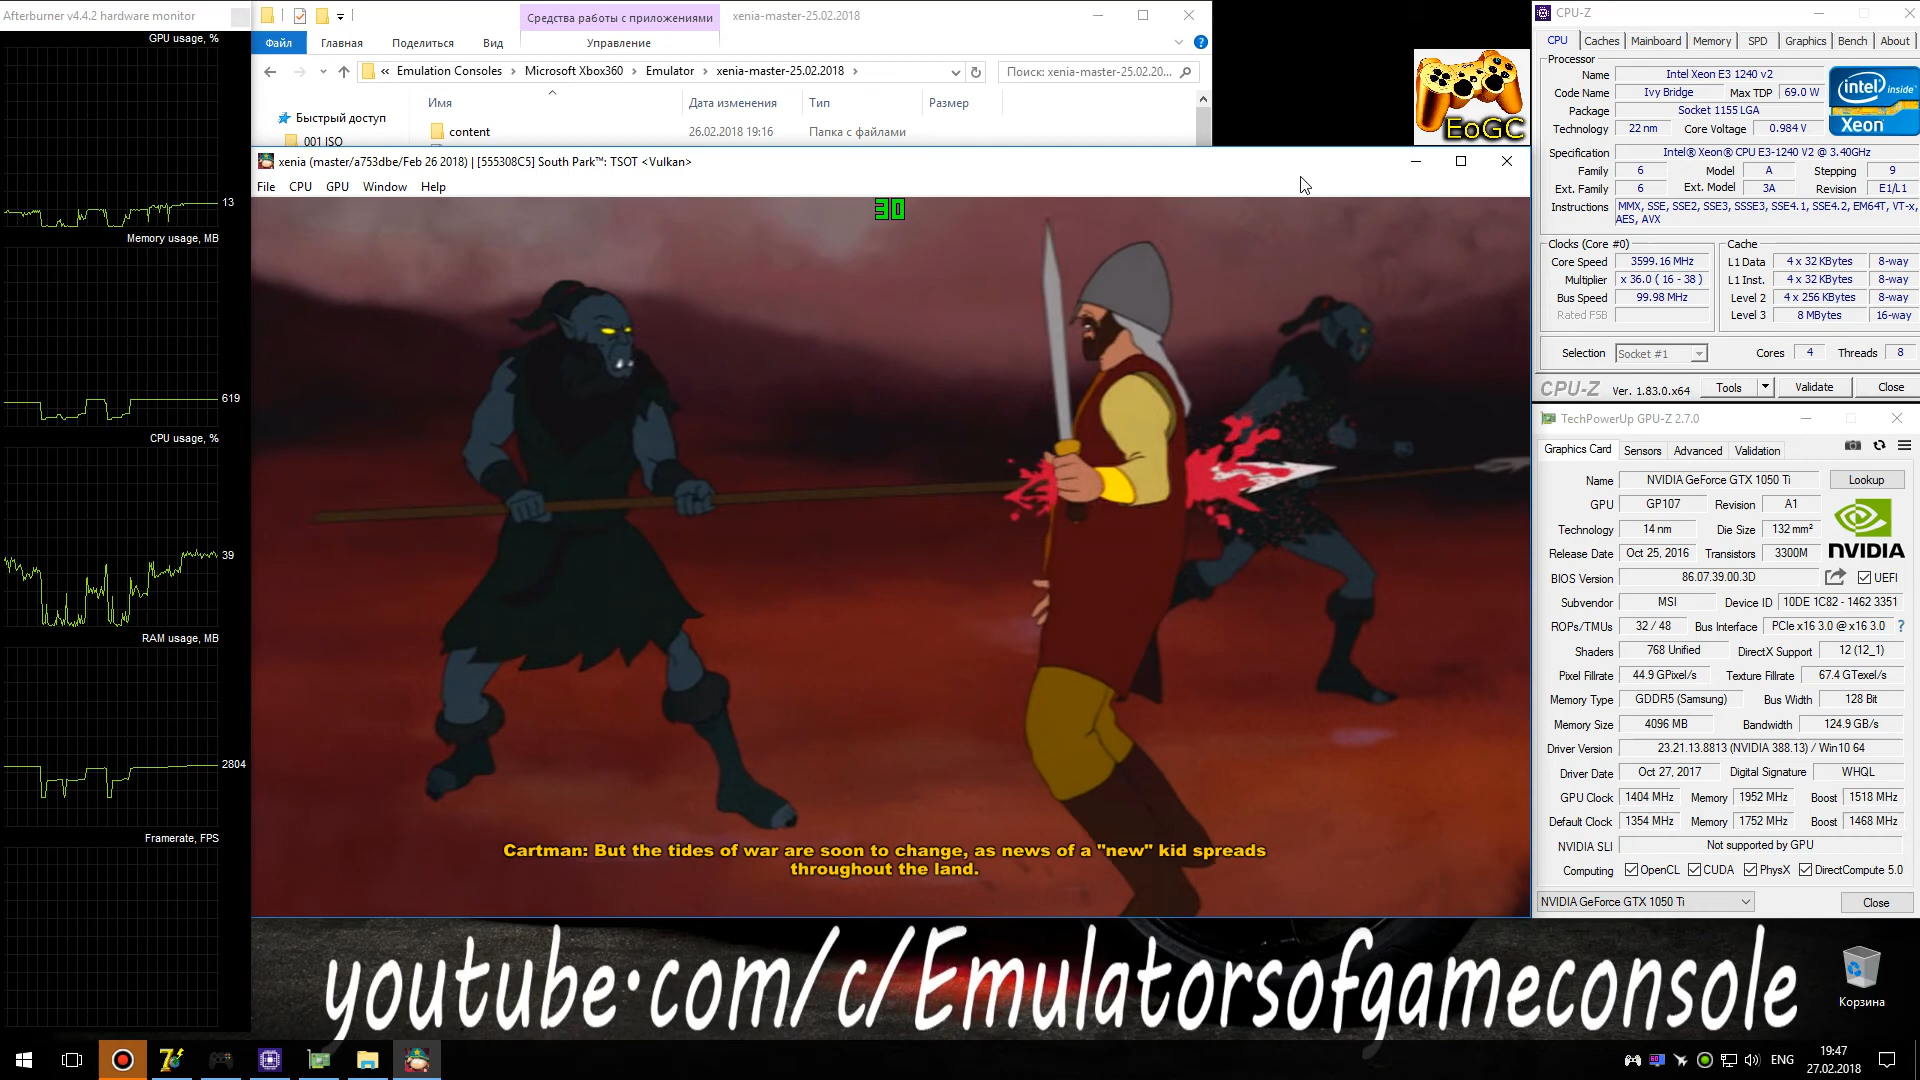 Afterburner v4.4.2 hardware monitor
GPU usage, %
13
Memory usage, MB
619
CPU usage, %
39
RAM usage, MB
2804
Framerate, FPS
Средства работы с приложениями
xenia-master-25.02.2018
Файл
Главная
Поделиться
Вид
Управление
« Emulation Consoles > Microsoft Xbox360 > Emulator > xenia-master-25.02.2018 >
Поиск: xenia-master-25.02.20...
Имя
Дата изменения
Тип
Размер
Быстрый доступ
001 ISO
content
26.02.2018 19:16
Папка с файлами
EoGC
xenia (master/a753dbe/Feb 26 2018) | [555308C5] South Park™: TSOT <Vulkan>
File CPU GPU Window Help
30
Cartman: But the tides of war are soon to change, as news of a "new" kid spreads
throughout the land.
CPU-Z
CPU Caches Mainboard Memory SPD Graphics Bench About
Processor
Name Intel Xeon E3 1240 v2
Code Name Ivy Bridge Max TDP 69.0 W
Package Socket 1155 LGA
Technology 22 nm Core Voltage 0.984 V
intel inside™
Xeon
Specification Intel® Xeon® CPU E3-1240 V2 @ 3.40GHz
Family 6 Model A Stepping 9
Ext. Family 6 Ext. Model 3A Revision E1/L1
Instructions MMX, SSE, SSE2, SSE3, SSSE3, SSE4.1, SSE4.2, EM64T, VT-x,
AES, AVX
Clocks (Core #0)
Core Speed 3599.16 MHz
Multiplier x 36.0 ( 16 - 38 )
Bus Speed 99.98 MHz
Rated FSB
Cache
L1 Data 4 x 32 KBytes 8-way
L1 Inst. 4 x 32 KBytes 8-way
Level 2 4 x 256 KBytes 8-way
Level 3 8 MBytes 16-way
Selection Socket #1 Cores 4 Threads 8
CPU-Z Ver. 1.83.0.x64 Tools Validate Close
TechPowerUp GPU-Z 2.7.0
Graphics Card Sensors Advanced Validation
Name NVIDIA GeForce GTX 1050 Ti Lookup
GPU GP107 Revision A1
Technology 14 nm Die Size 132 mm²
Release Date Oct 25, 2016 Transistors 3300M
NVIDIA
BIOS Version 86.07.39.00.3D UEFI
Subvendor MSI Device ID 10DE 1C82 - 1462 3351
ROPs/TMUs 32 / 48 Bus Interface PCIe x16 3.0 @ x16 3.0 ?
Shaders 768 Unified DirectX Support 12 (12_1)
Pixel Fillrate 44.9 GPixel/s Texture Fillrate 67.4 GTexel/s
Memory Type GDDR5 (Samsung) Bus Width 128 Bit
Memory Size 4096 MB Bandwidth 124.9 GB/s
Driver Version 23.21.13.8813 (NVIDIA 388.13) / Win10 64
Driver Date Oct 27, 2017 Digital Signature WHQL
GPU Clock 1404 MHz Memory 1952 MHz Boost 1518 MHz
Default Clock 1354 MHz Memory 1752 MHz Boost 1468 MHz
NVIDIA SLI Not supported by GPU
Computing OpenCL CUDA PhysX DirectCompute 5.0
NVIDIA GeForce GTX 1050 Ti Close
youtube.com/c/Emulatorsofgameconsole
Корзина
ENG
19:47
27.02.2018